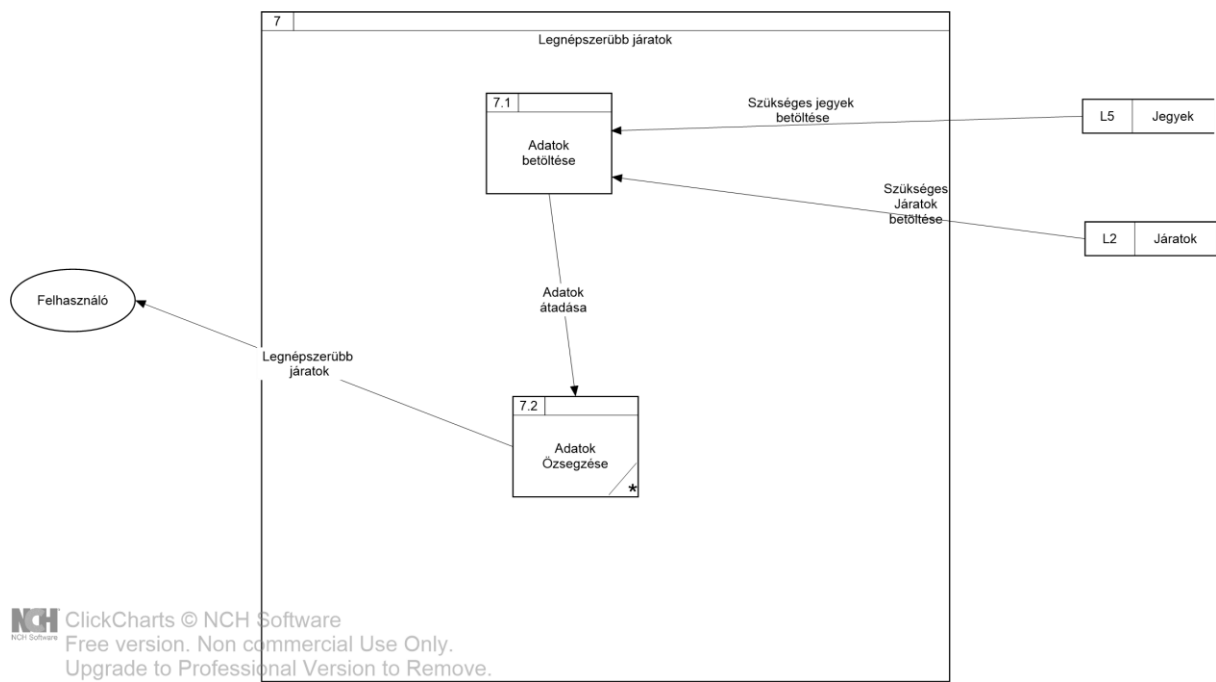 7
Legnépszerübb járatok
7.1
Adatok
betöltése
Szükséges jegyek
betöltése
L5 Jegyek
Szükséges
Járatok
betöltése
L2 Járatok
Felhasználó
Adatok
átadása
Legnépszerübb
járatok
7.2
Adatok
Őzsegzése
*
NCH
NCH Software
ClickCharts © NCH Software
Free version. Non commercial Use Only.
Upgrade to Professional Version to Remove.